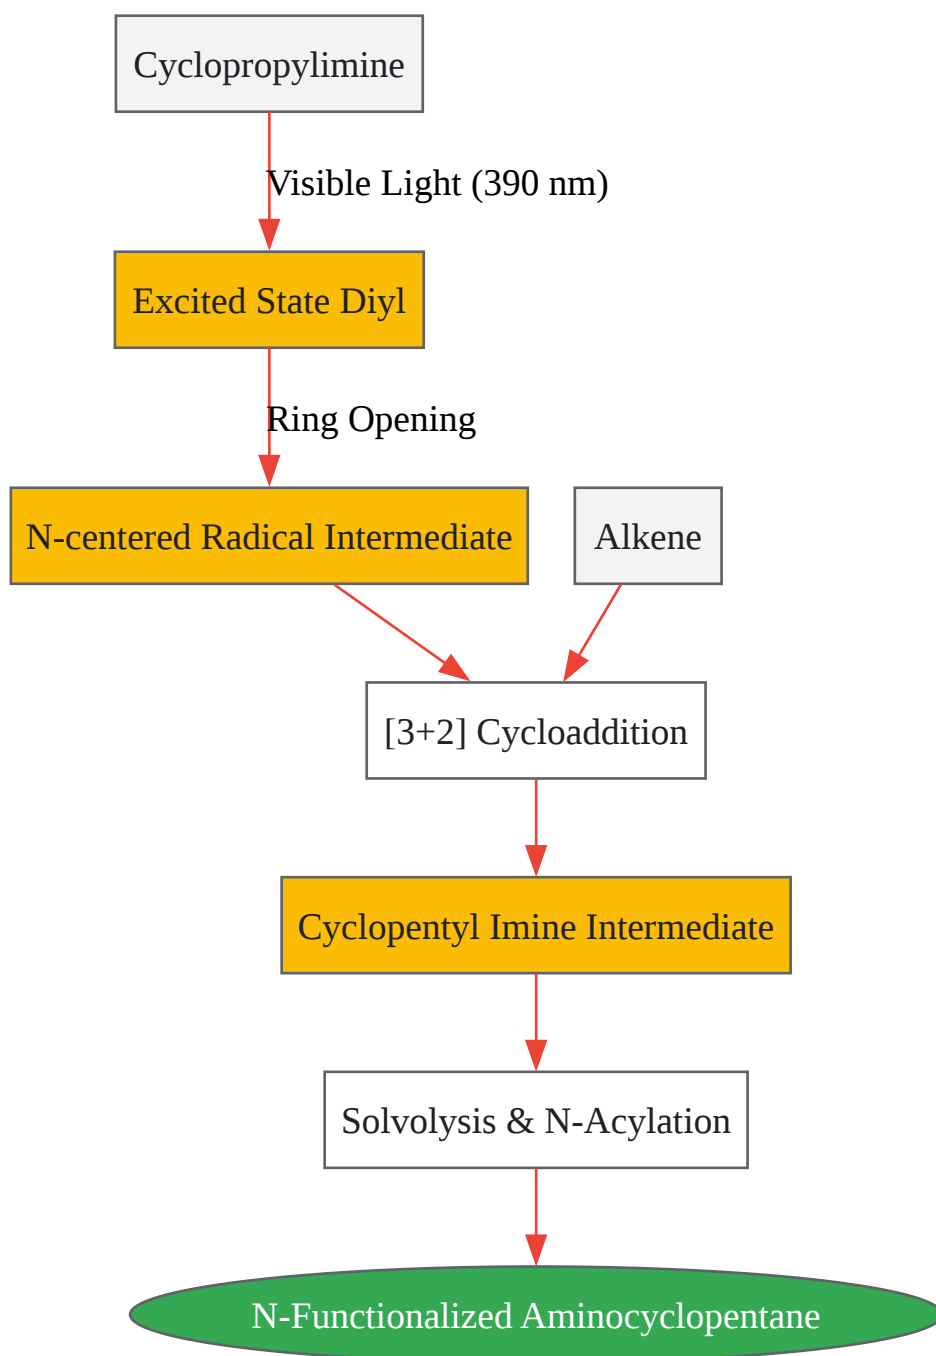 Cyclopropylimine
Visible Light (390 nm)
Excited State Diyl
Ring Opening
N-centered Radical Intermediate
Alkene
[3+2] Cycloaddition
Cyclopentyl Imine Intermediate
Solvolysis & N-Acylation
N-Functionalized Aminocyclopentane